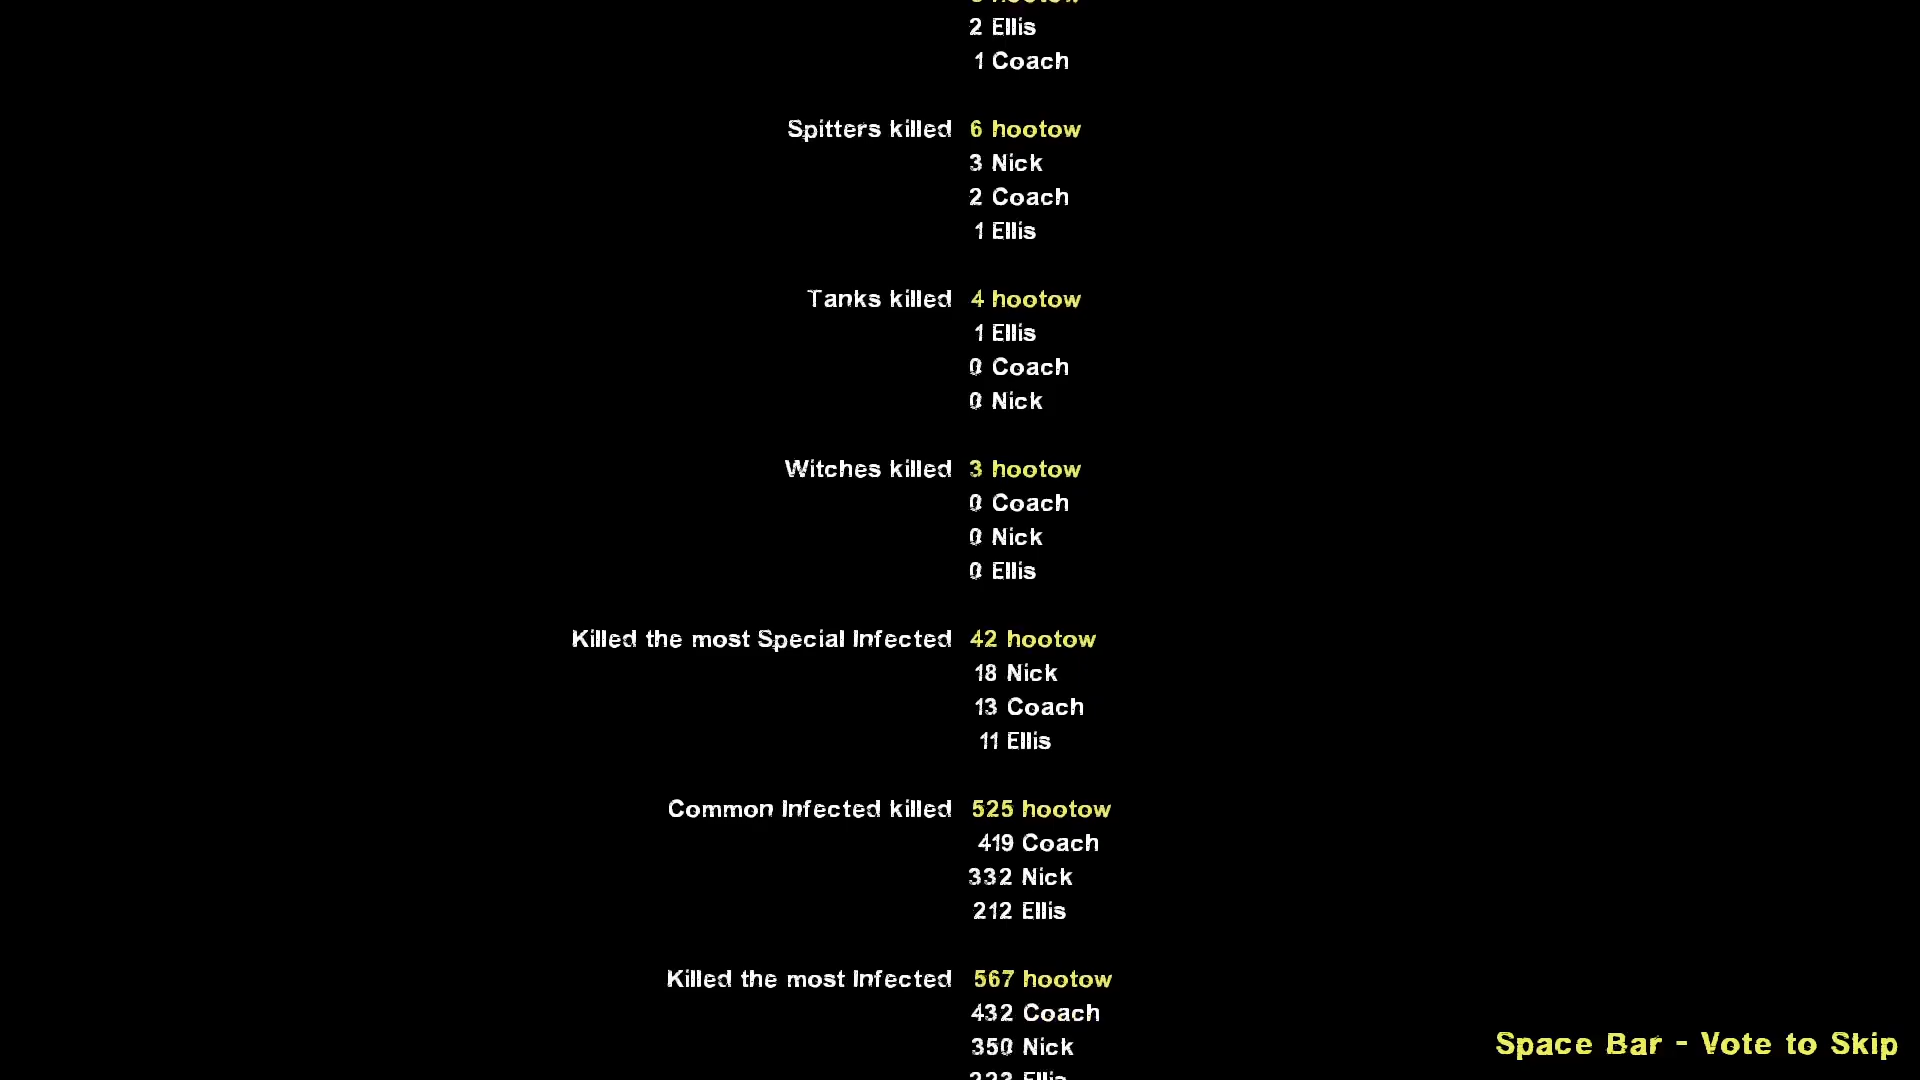 2 Ellis
1 Coach
Spitters killed 6 hootow
3 Nick
2 Coach
1 Ellis
Tanks killed 4 hootow
1 Ellis
0 Coach
0 Nick
Witches killed 3 hootow
0 Coach
0 Nick
0 Ellis
Killed the most Special Infected 42 hootow
18 Nick
13 Coach
11 Ellis
Common Infected killed 525 hootow
419 Coach
332 Nick
212 Ellis
Killed the most Infected 567 hootow
432 Coach
350 Nick
223 Ellis
Space Bar - Vote to Skip